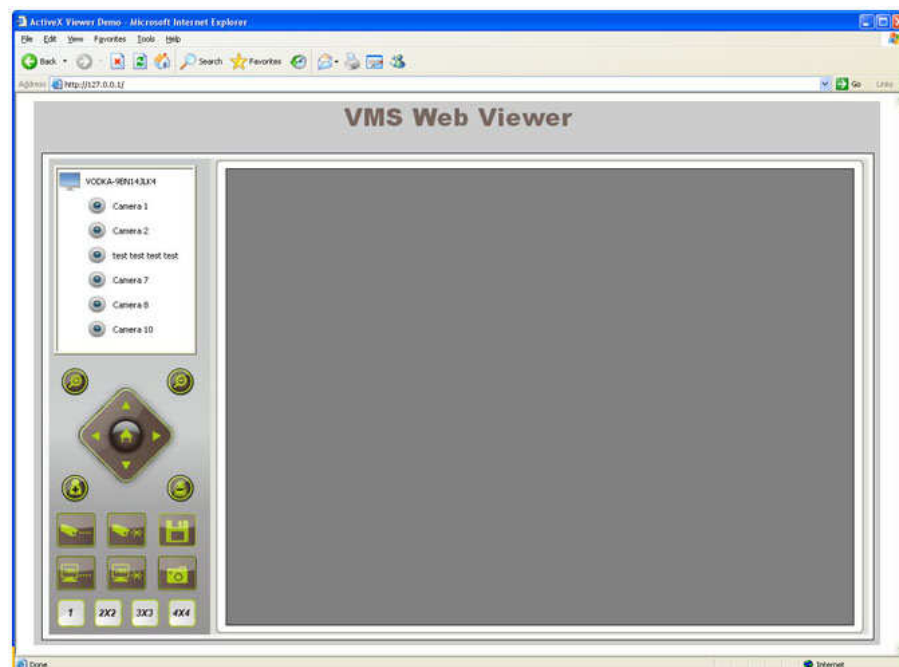 ActiveX Viewer Demo - Microsoft Internet Explorer
File Edit View Favorites Tools Help
Back Search Favorites
Address http://127.0.0.1/ Go Links
VMS Web Viewer
Camera 1
Camera 2
test test test test
Camera 7
Camera 8
Camera 10
1 2X2 3X3 4X4
Done Internet